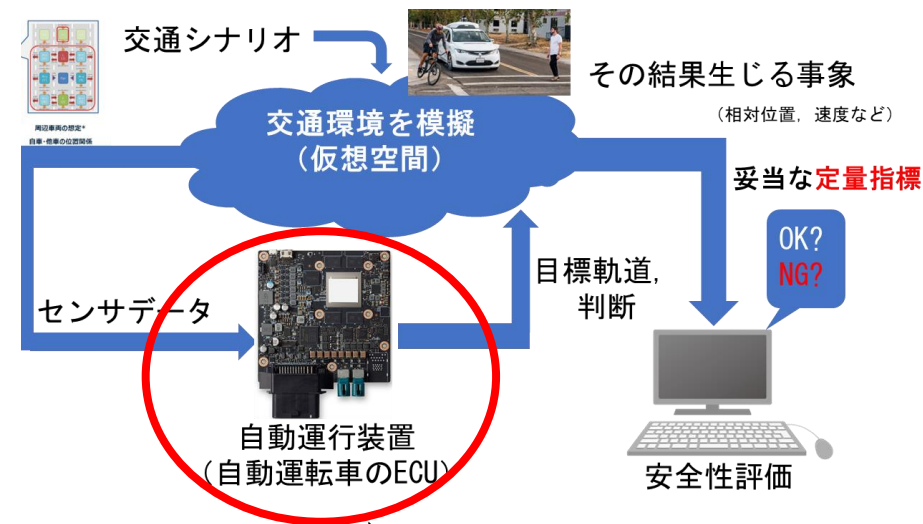 交通シナリオ
その結果生じる事象
(相対位置, 速度など)
周辺車両の想定*
自車・他車の位置関係
交通環境を模擬
(仮想空間)
妥当な定量指標
OK?
NG?
目標軌道,
判断
センサデータ
自動運行装置
(自動運転車のECU)
安全性評価